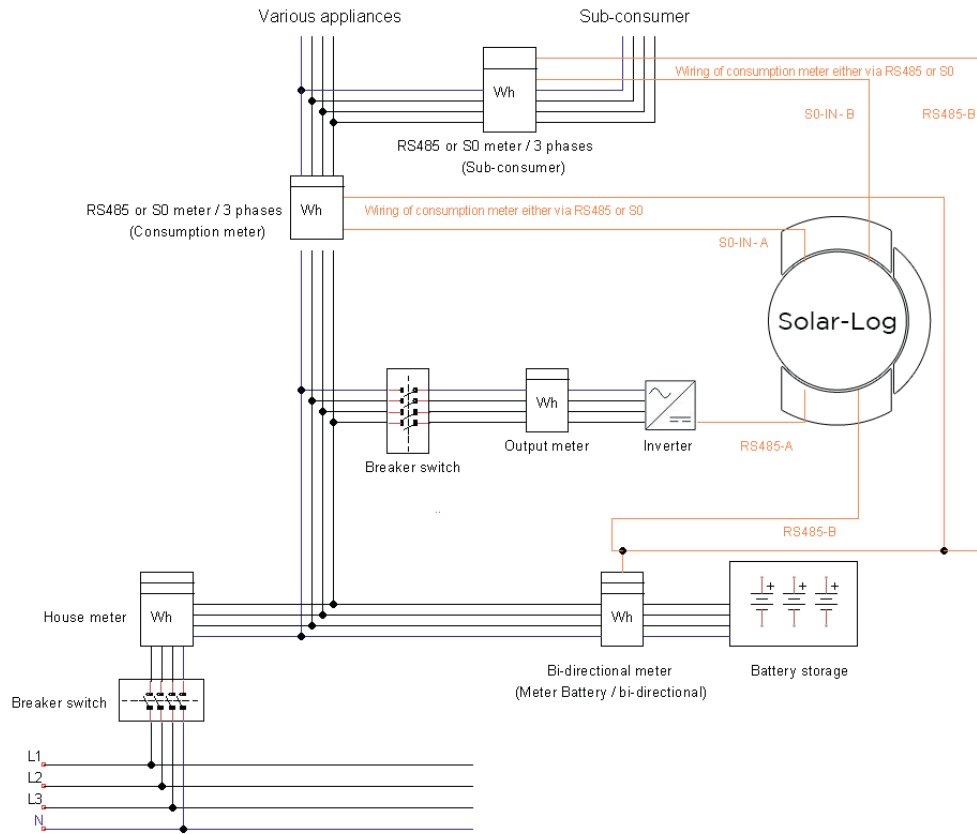 Various appliances
Sub-consumer
Wiring of consumption meter either via RS485 or S0
Wh
S0-IN-B
RS485-B
RS485 or S0 meter / 3 phases
(Sub-consumer)
RS485 or S0 meter / 3 phases
(Consumption meter)
Wh
Wiring of consumption meter either via RS485 or S0
S0-IN-A
Solar-Log
Wh
Breaker switch
Output meter
Inverter
RS485-A
..
RS485-B
House meter
Wh
Wh
+
+
+
Bi-directional meter
(Meter Battery / bi-directional)
Battery storage
Breaker switch
L1
L2
L3
N